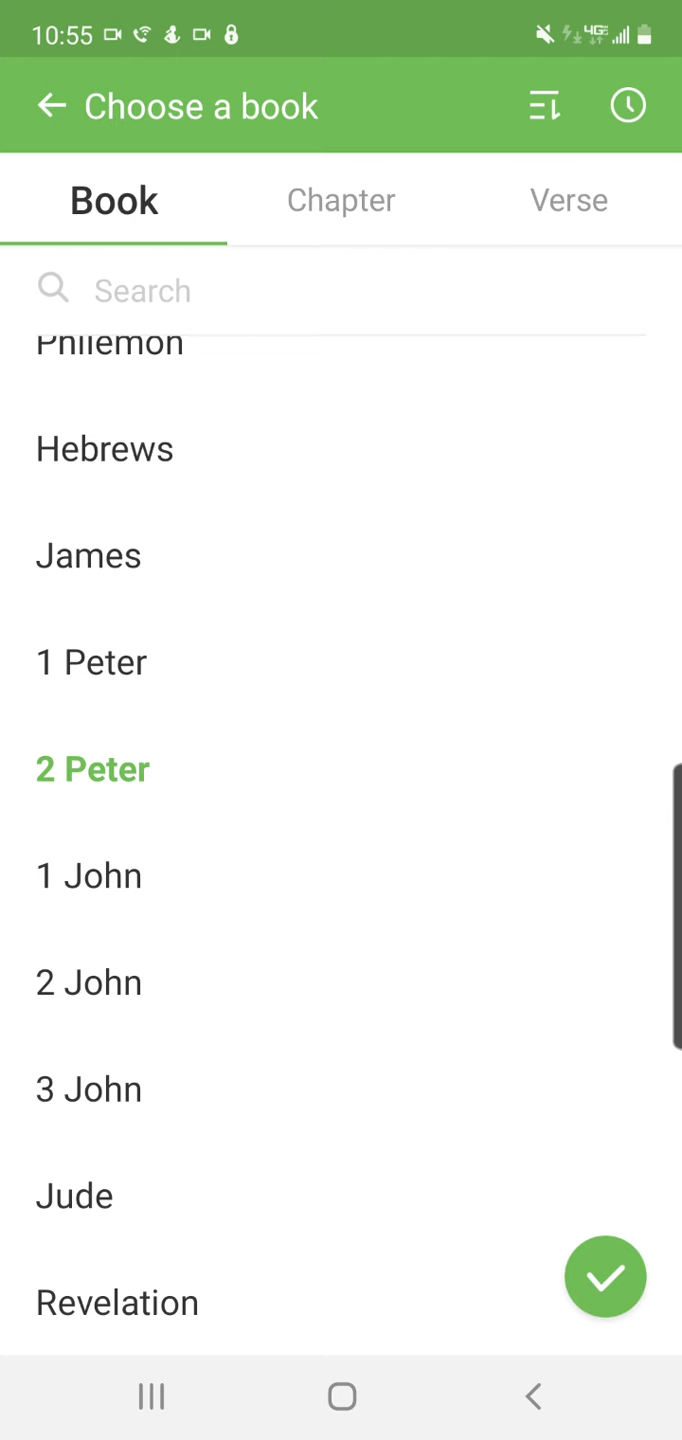 10:55 4GE
Choose a book
Book Chapter Verse
Search
Philemon
Hebrews
James
1 Peter
2 Peter
1 John
2 John
3 John
Jude
Revelation